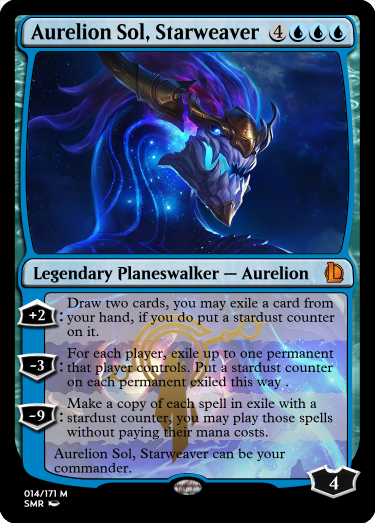 Aurelion Sol, Starweaver 4
Legendary Planeswalker — Aurelion
+2: Draw two cards, you may exile a card from
your hand, if you do put a stardust counter
on it.
-3: For each player, exile up to one permanent
that player controls. Put a stardust counter
on each permanent exiled this way .
-9: Make a copy of each spell in exile with a
stardust counter, you may play those spells
without paying their mana costs.
Aurelion Sol, Starweaver can be your
commander.
4
014/171 M
SMR